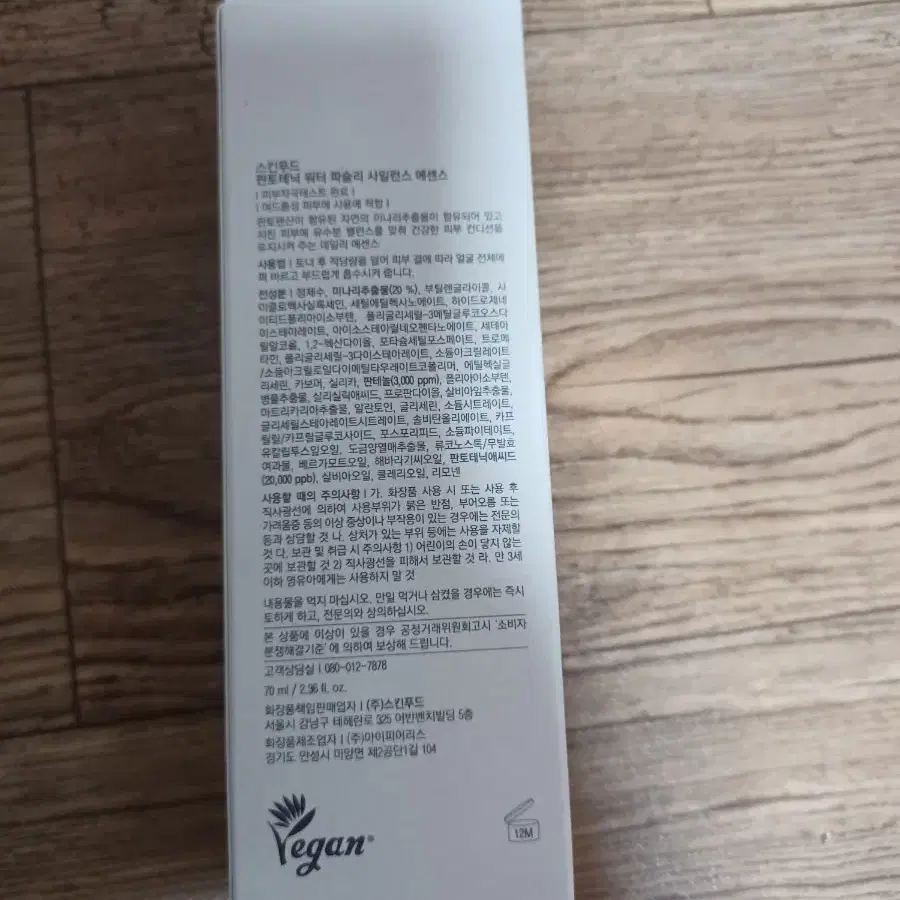 스킨푸드
판토테닉 워터 파슬리 사일런스 에센스
| 피부자극테스트 완료 |
| 여드름성 피부에 사용에 적합 |
판토텐산이 함유된 자연의 미나리추출물이 함유되어 있고
지친 피부에 유수분 밸런스를 맞춰 건강한 피부 컨디션을
유지시켜 주는 데일리 에센스
사용법 | 토너 후 적당량을 덜어 피부 결에 따라 얼굴 전체에
펴 바르고 부드럽게 흡수시켜 줍니다.
전성분 | 정제수, 미나리추출물(20 %), 부틸렌글라이콜, 사
이클로헥사실록세인, 세틸에틸헥사노에이트, 하이드로제네
이티드폴리아이소부텐, 폴리글리세릴-3메틸글루코오스다
이스테아레이트, 아이소스테아릴네오펜타노에이트, 세테아
릴알코올, 1,2-헥산다이올, 포타슘세틸포스페이트, 트로메
타민, 폴리글리세릴-3다이스테아레이트, 소듐아크릴레이트
/소듐아크릴로일다이메틸타우레이트코폴리머, 에틸헥실글
리세린, 카보머, 실리카, 판테놀(3,000 ppm), 폴리아이소부텐,
병풀추출물, 살리실릭애씨드, 프로판다이올, 실비아잎추출물,
마트리카리아추출물, 알란토인, 글리세린, 소듐시트레이트,
글리세릴스테아레이트시트레이트, 솔비탄올리에이트, 카프
릴릴/카프릴글루코사이드, 포스포리피드, 소듐파이테이트,
유칼립투스잎오일, 도금양열매추출물, 류코노스톡/무발효
여과물, 베르가모트오일, 해바라기씨오일, 판토테닉애씨드
(20,000 ppb), 실비아오일, 클레리오일, 리모넨
사용할 때의 주의사항 | 가. 화장품 사용 시 또는 사용 후
직사광선에 의하여 사용부위가 붉은 반점, 부어오름 또는
가려움증 등의 이상 증상이나 부작용이 있는 경우에는 전문의
등과 상담할 것 나. 상처가 있는 부위 등에는 사용을 자제할
것 다. 보관 및 취급 시 주의사항 1) 어린이의 손이 닿지 않는
곳에 보관할 것 2) 직사광선을 피해서 보관할 것 라. 만 3세
이하 영유아에게는 사용하지 말 것
내용물을 먹지 마십시오. 만일 먹거나 삼켰을 경우에는 즉시
토하게 하고, 전문의와 상의하십시오.
본 상품에 이상이 있을 경우 공정거래위원회고시 '소비자
분쟁해결기준'에 의하여 보상해 드립니다.
고객상담실 | 080-012-7878
70 ml / 2.36 fl. oz.
화장품책임판매업자 | (주)스킨푸드
서울시 강남구 테헤란로 325 어반벤치빌딩 5층
화장품제조업자 | (주)아이피어리스
경기도 안성시 미양면 제2공단1길 104
Vegan®
12M